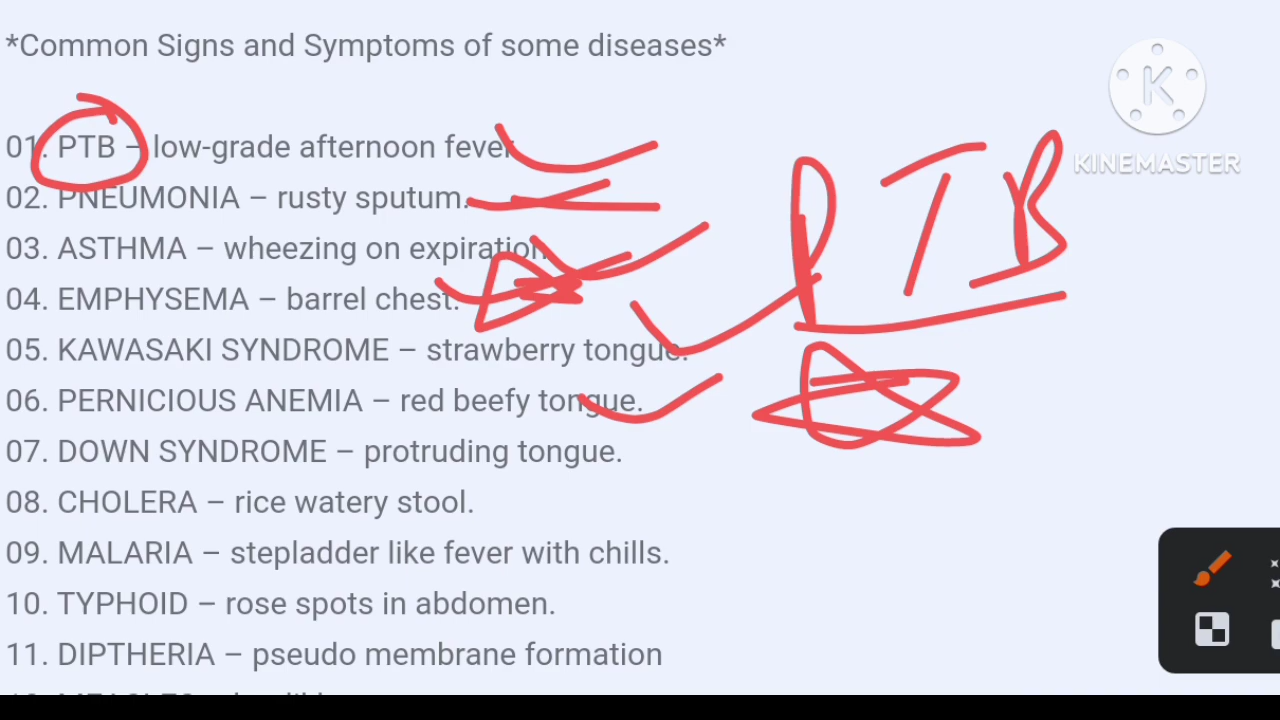 *Common Signs and Symptoms of some diseases*
01. PTB – low-grade afternoon fever
02. PNEUMONIA – rusty sputum.
03. ASTHMA – wheezing on expiration
04. EMPHYSEMA – barrel chest.
05. KAWASAKI SYNDROME – strawberry tongue.
06. PERNICIOUS ANEMIA – red beefy tongue.
07. DOWN SYNDROME – protruding tongue.
08. CHOLERA – rice watery stool.
09. MALARIA – stepladder like fever with chills.
10. TYPHOID – rose spots in abdomen.
11. DIPTHERIA – pseudo membrane formation
PTB
K
KINEMASTER